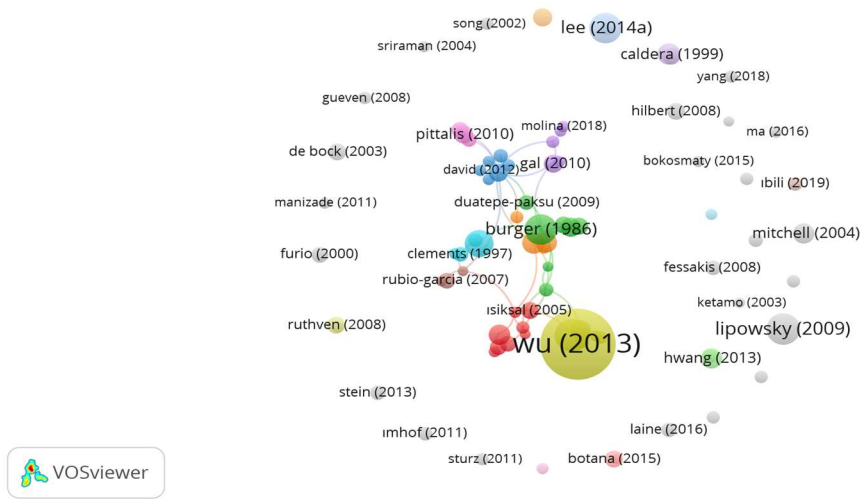 song (2002)
lee (2014a)
sriraman (2004)
caldera (1999)
yang (2018)
gueven (2008)
hilbert (2008)
pittalis (2010)
molina (2018)
ma (2016)
de bock (2003)
david (2012)
gal (2010)
bokosmaty (2015)
ıbili (2019)
manizade (2011)
duatepe-paksu (2009)
burger (1986)
mitchell (2004)
furio (2000)
clements (1997)
fessakis (2008)
rubio-garcia (2007)
ketamo (2003)
ısiksal (2005)
ruthven (2008)
lipowsky (2009)
wu (2013)
hwang (2013)
stein (2013)
ımhof (2011)
laine (2016)
sturz (2011)
botana (2015)
VOSviewer